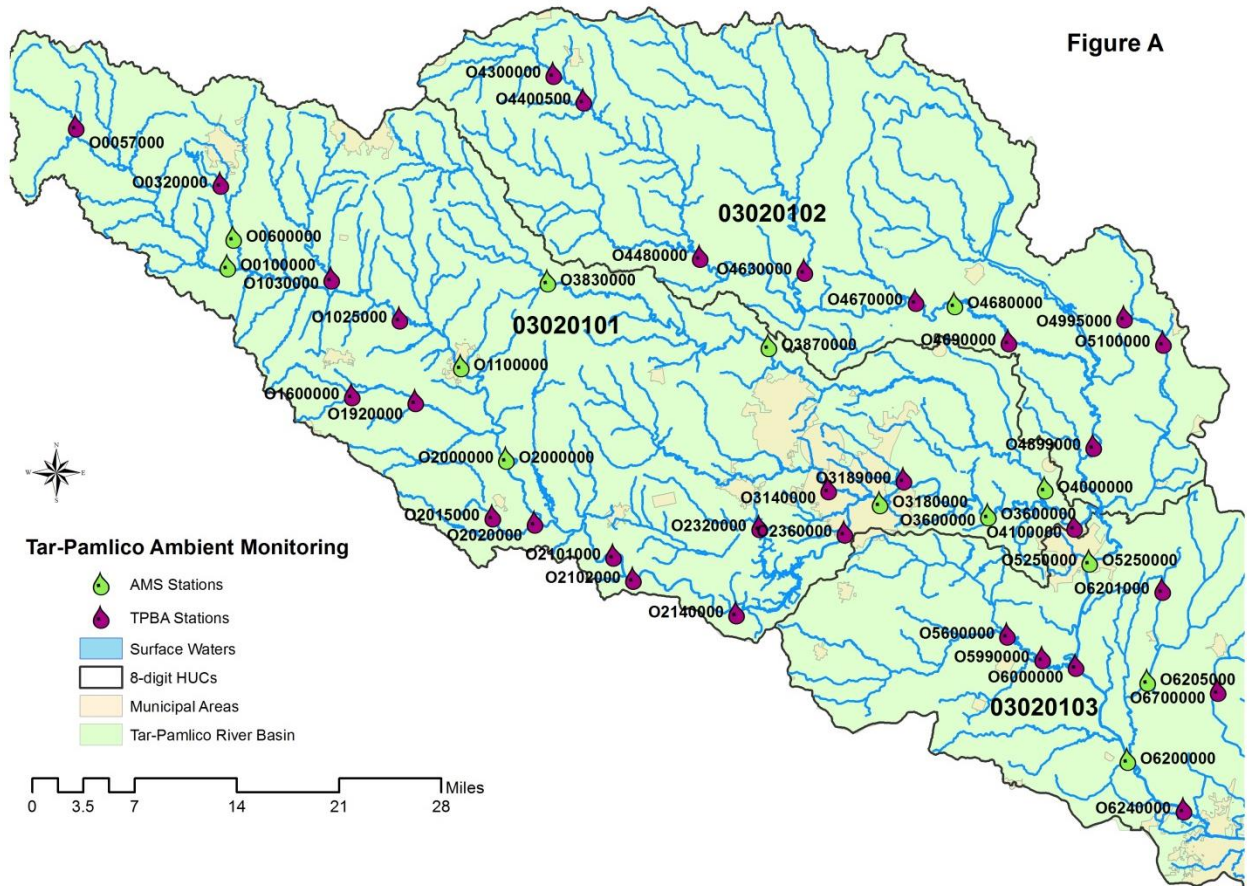 Figure A
O4300000
O4400500
O0057000
O0320000
03020102
O0600000
O4480000
O0100000
O4630000
O1030000
O3830000
O4670000
O4680000
O1025000
03020101
O4995000
O4690000
O5100000
O3870000
O1100000
O1600000
O1920000
O4899000
O2000000
O2000000
N
W
E
S
O3189000
O3140000
O4000000
O3180000
O2015000
O3600000
O3600000
O2020000
O2320000
O2360000
O4100000
Tar-Pamlico Ambient Monitoring
O2101000
O5250000
O5250000
O2102000
AMS Stations
O6201000
O2140000
TPBA Stations
O5600000
Surface Waters
O5990000
O6000000
O6205000
8-digit HUCs
O6700000
Municipal Areas
03020103
Tar-Pamlico River Basin
O6200000
Miles
0 3.5 7 14 21 28
O6240000